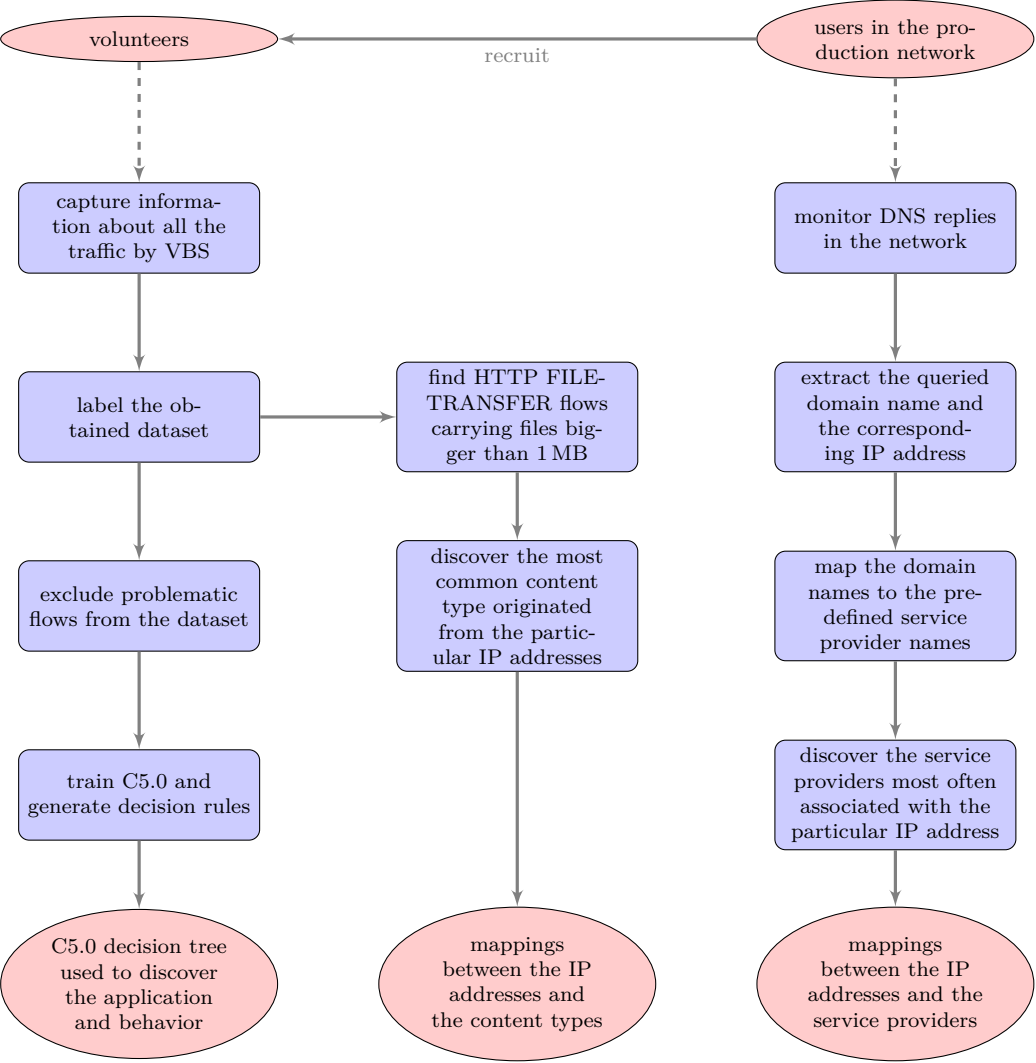 volunteers
recruit
users in the pro-
duction network
capture informa-
tion about all the
traffic by VBS
monitor DNS replies
in the network
label the ob-
tained dataset
find HTTP FILE-
TRANSFER flows
carrying files big-
ger than 1 MB
extract the queried
domain name and
the correspond-
ing IP address
exclude problematic
flows from the dataset
discover the most
common content
type originated
from the partic-
ular IP addresses
map the domain
names to the pre-
defined service
provider names
train C5.0 and
generate decision rules
discover the service
providers most often
associated with the
particular IP address
C5.0 decision tree
used to discover
the application
and behavior
mappings
between the IP
addresses and
the content types
mappings
between the IP
addresses and the
service providers